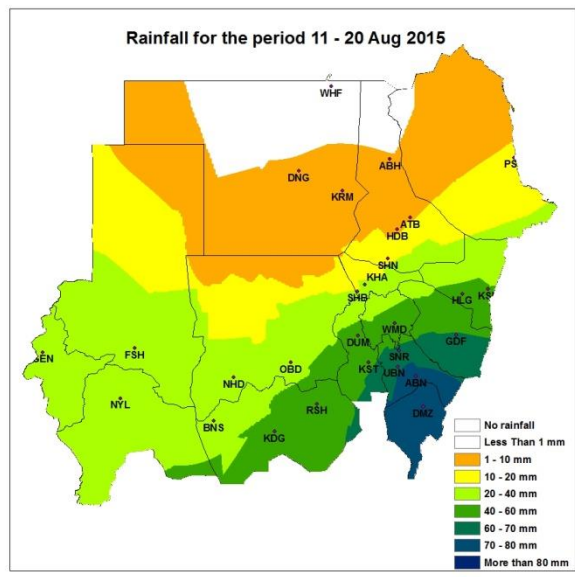 Rainfall for the period 11 - 20 Aug 2015
WHF
PS
ABH
DNG
KRM
ATB
HDB
SHN
KHA
SHB
HLG
WMD
DUM
GDF
SNR
GEN
FSH
OBD
KST
UBN
ABN
NHD
NYL
RSH
DMZ
BNS
KDG
No rainfall
Less Than 1 mm
1 - 10 mm
10 - 20 mm
20 - 40 mm
40 - 60 mm
60 - 70 mm
70 - 80 mm
More than 80 mm